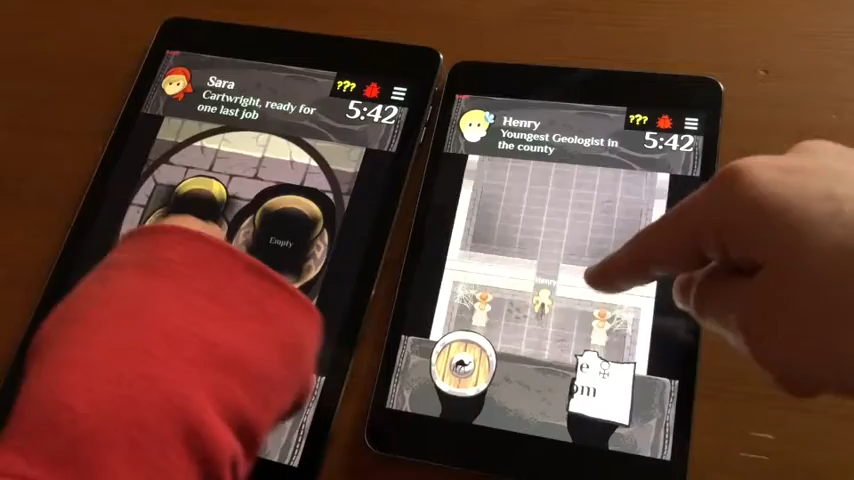 Sara
Cartwright, ready for
one last job
???
5:42
Empty
Henry
Youngest Geologist in
the county
???
5:42
Henry
e
om